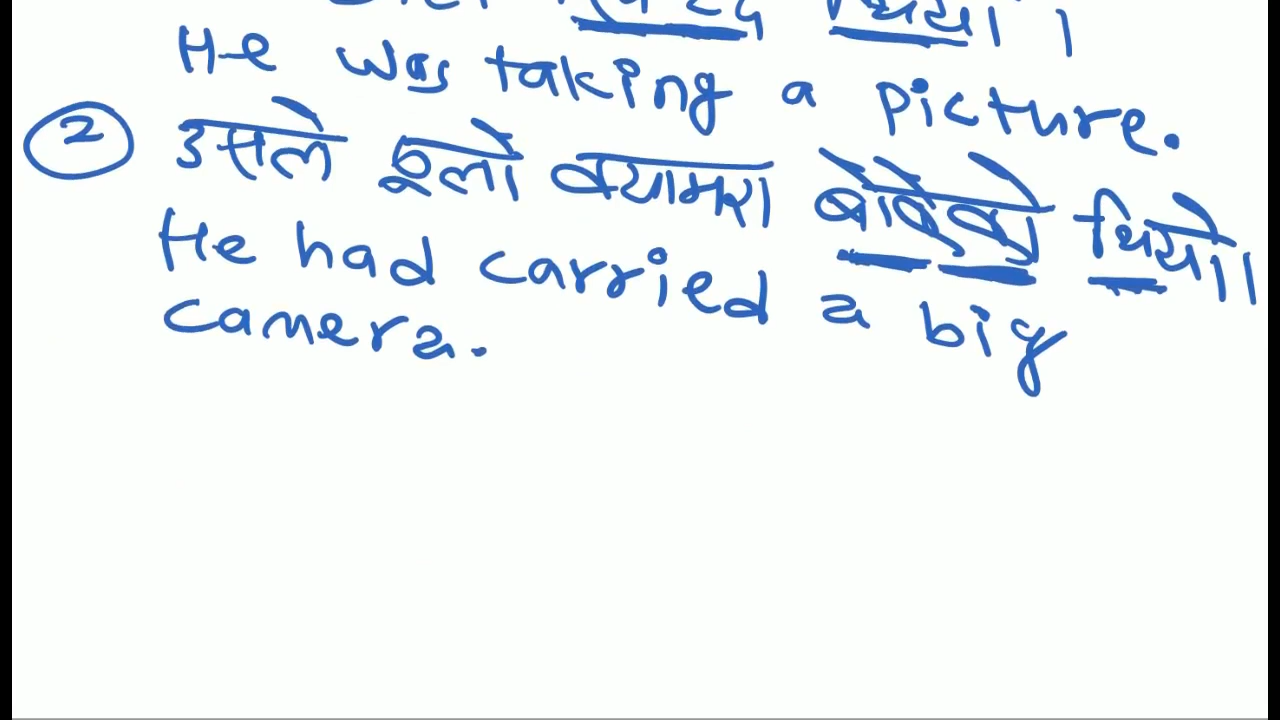 थियो ।
He was taking a picture.
2 उसले ठूलो क्यामरा बोकेको थियो।
He had carried a big
camera.